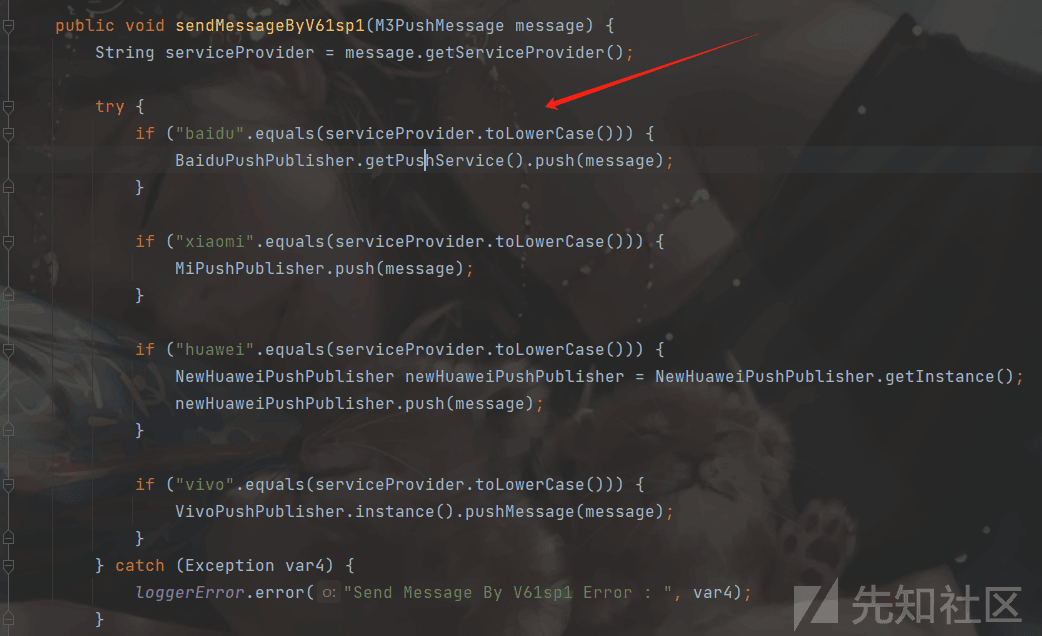 public void sendMessageByV61sp1(M3PushMessage message) {
String serviceProvider = message.getServiceProvider();
try {
if ("baidu".equals(serviceProvider.toLowerCase())) {
BaiduPushPublisher.getPushService().push(message);
}
if ("xiaomi".equals(serviceProvider.toLowerCase())) {
MiPushPublisher.push(message);
}
if ("huawei".equals(serviceProvider.toLowerCase())) {
NewHuaweiPushPublisher newHuaweiPushPublisher = NewHuaweiPushPublisher.getInstance();
newHuaweiPushPublisher.push(message);
}
if ("vivo".equals(serviceProvider.toLowerCase())) {
VivoPushPublisher.instance().pushMessage(message);
}
} catch (Exception var4) {
loggerError.error( o: "Send Message By V61sp1 Error : ", var4);
}
先知社区